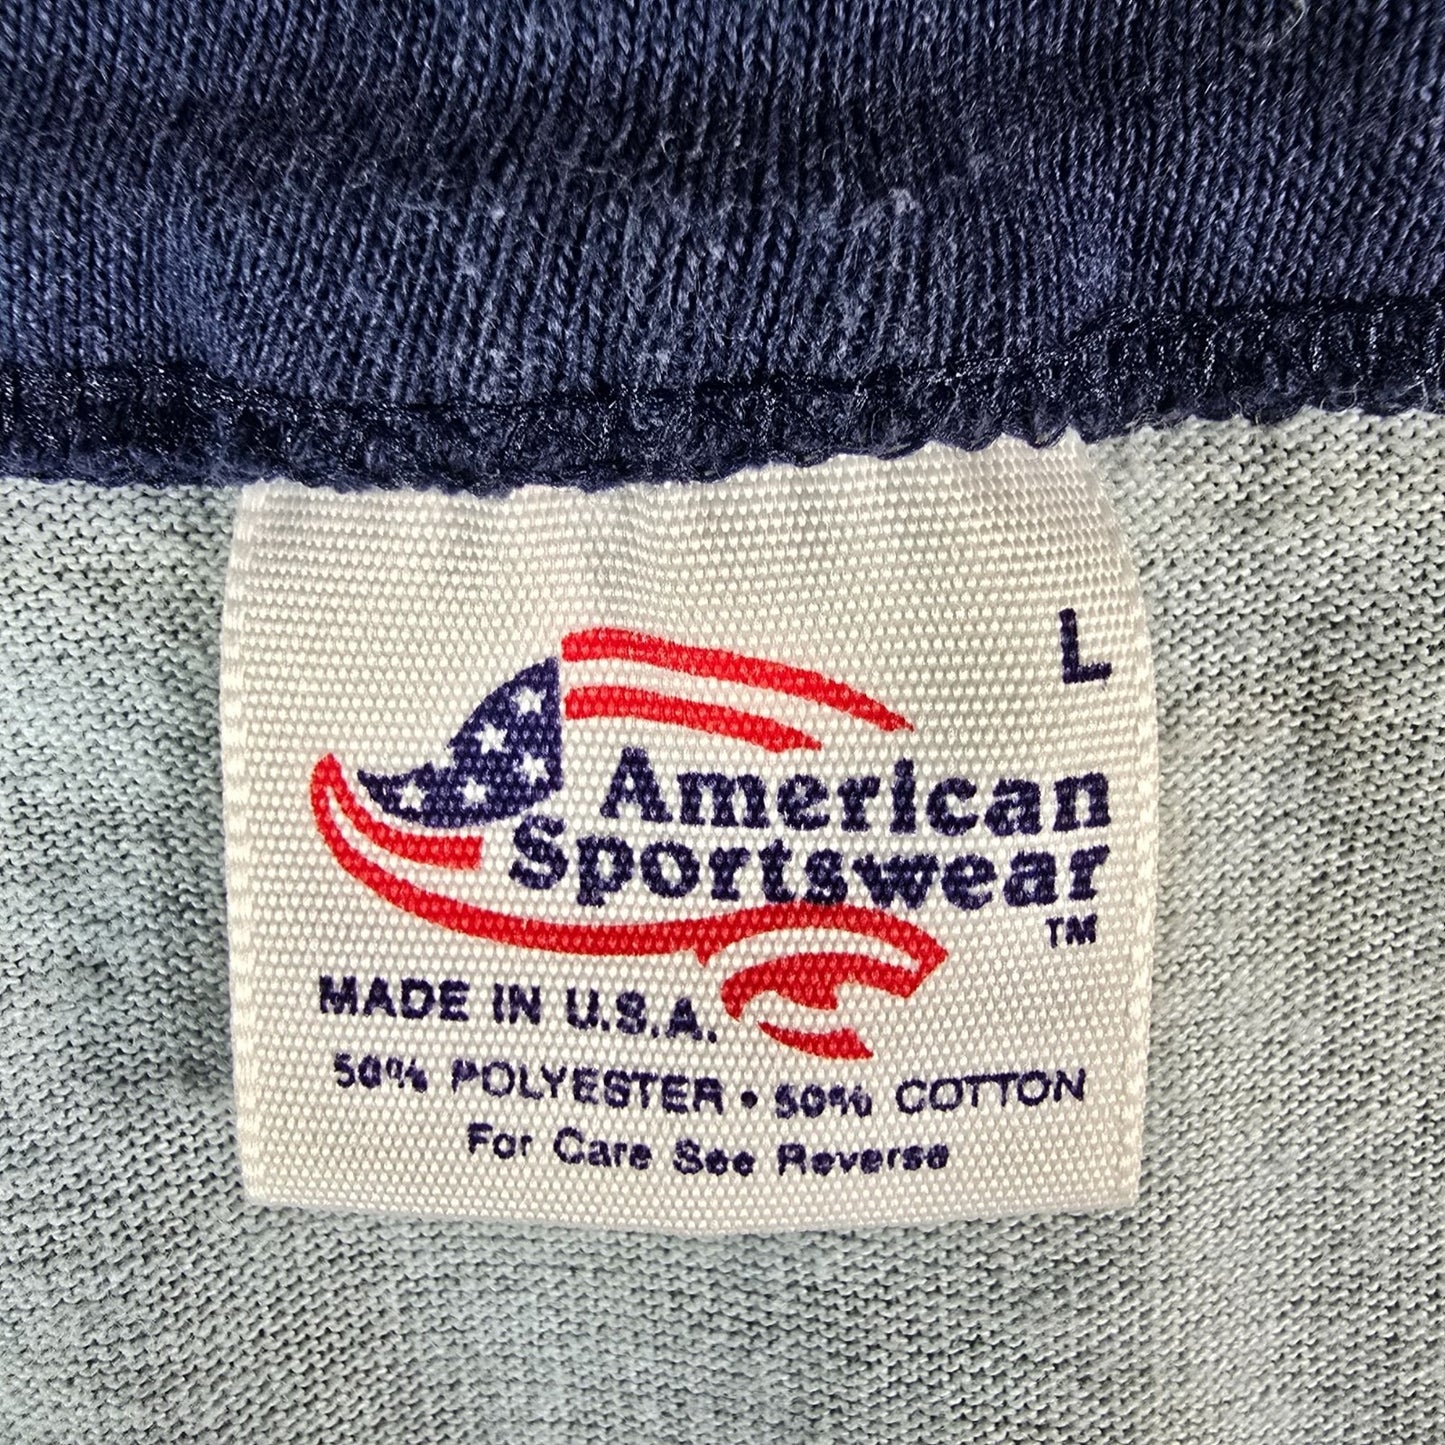 L
American
Sportswear
™
MADE IN U.S.A.
50% POLYESTER • 50% COTTON
For Care See Reverse